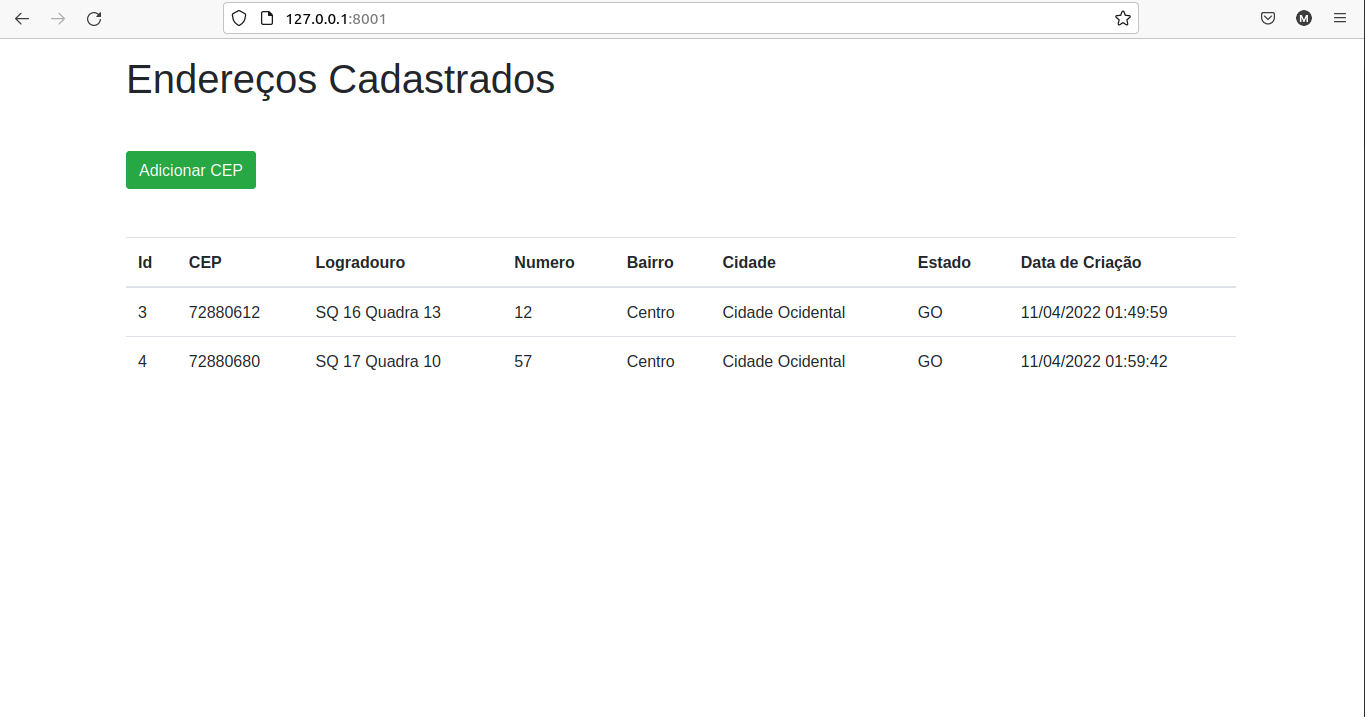 127.0.0.1:8001
M
Endereços Cadastrados
Adicionar CEP
Id CEP Logradouro Numero Bairro Cidade Estado Data de Criação
3 72880612 SQ 16 Quadra 13 12 Centro Cidade Ocidental GO 11/04/2022 01:49:59
4 72880680 SQ 17 Quadra 10 57 Centro Cidade Ocidental GO 11/04/2022 01:59:42